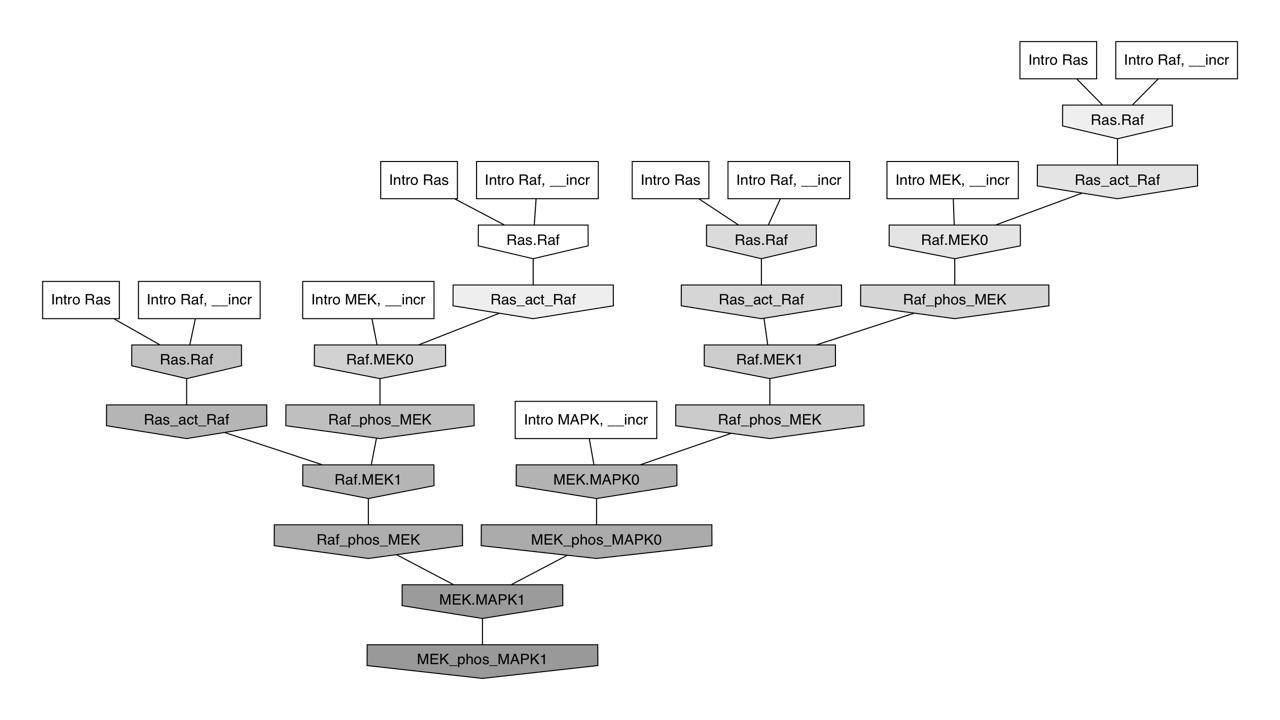 Intro Ras
Intro Raf, __incr
Ras.Raf
Intro Ras
Intro Raf, __incr
Intro Ras
Intro Raf, __incr
Intro MEK, __incr
Ras_act_Raf
Ras.Raf
Ras.Raf
Raf.MEK0
Intro Ras
Intro Raf, __incr
Intro MEK, __incr
Ras_act_Raf
Ras_act_Raf
Raf_phos_MEK
Ras.Raf
Raf.MEK0
Raf.MEK1
Ras_act_Raf
Raf_phos_MEK
Intro MAPK, __incr
Raf_phos_MEK
Raf.MEK1
MEK.MAPK0
Raf_phos_MEK
MEK_phos_MAPK0
MEK.MAPK1
MEK_phos_MAPK1